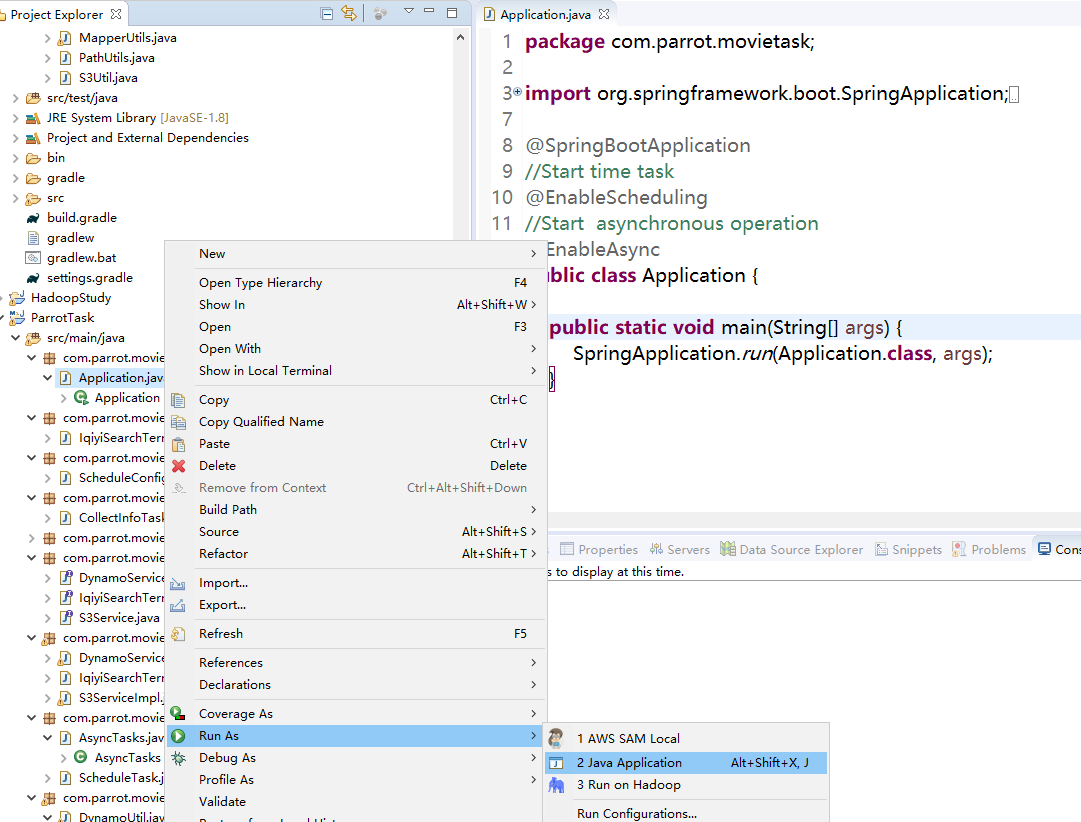 Project Explorer
MapperUtils.java
PathUtils.java
S3Util.java
src/test/java
JRE System Library [JavaSE-1.8]
Project and External Dependencies
bin
gradle
src
build.gradle
gradlew
gradlew.bat
settings.gradle
HadoopStudy
ParrotTask
src/main/java
com.parrot.movie
Application.java
Application
com.parrot.movie
IqiyiSearchTerr
com.parrot.movie
ScheduleConfig
com.parrot.movie
CollectInfoTask
com.parrot.movie
com.parrot.movie
DynamoService
IqiyiSearchTerr
S3Service.java
com.parrot.movie
DynamoService
IqiyiSearchTerr
S3ServiceImpl.j
com.parrot.movie
AsyncTasks.jav
AsyncTasks
ScheduleTask.j
com.parrot.movie
DynamoUtil.jav
New
Open Type Hierarchy F4
Show In Alt+Shift+W
Open F3
Open With
Show in Local Terminal
Copy Ctrl+C
Copy Qualified Name
Paste Ctrl+V
Delete Delete
Remove from Context Ctrl+Alt+Shift+Down
Build Path
Source Alt+Shift+S
Refactor Alt+Shift+T
Import...
Export...
Refresh F5
References
Declarations
Coverage As
Run As
Debug As
Profile As
Validate
1 AWS SAM Local
2 Java Application Alt+Shift+X, J
3 Run on Hadoop
Run Configurations...
Application.java
1 package com.parrot.movietask;
2
3 import org.springframework.boot.SpringApplication;
7
8 @SpringBootApplication
9 //Start time task
10 @EnableScheduling
11 //Start  asynchronous operation
EnableAsync
ublic class Application {
public static void main(String[] args) {
SpringApplication.run(Application.class, args);
}
Properties Servers Data Source Explorer Snippets Problems Cons
s to display at this time.